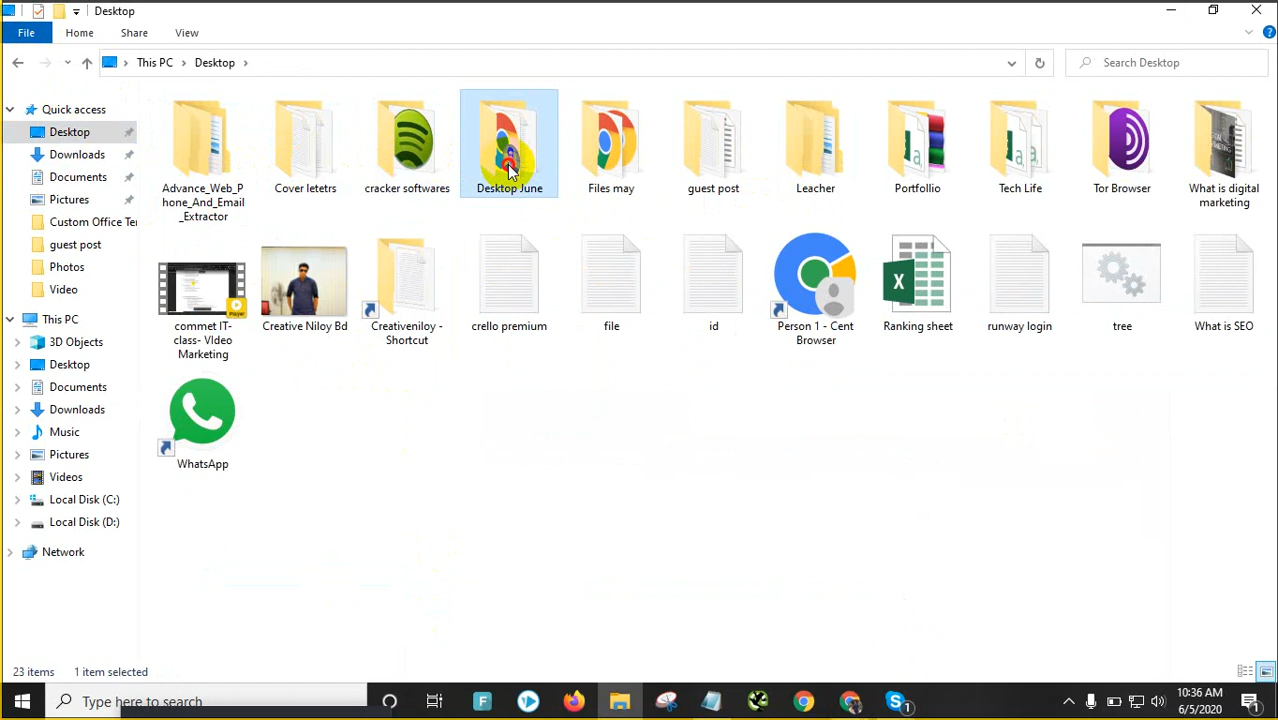 Desktop
File Home Share View
This PC Desktop Search Desktop
Quick access
Desktop
Downloads
Documents
Pictures
Custom Office Ter
guest post
Photos
Video
This PC
3D Objects
Desktop
Documents
Downloads
Music
Pictures
Videos
Local Disk (C:)
Local Disk (D:)
Network
Advance_Web_P
hone_And_Email
_Extractor
Cover letetrs
cracker softwares
Desktop June
Files may
guest post
Leacher
Portfollio
Tech Life
Tor Browser
What is digital
marketing
commet IT-
class- VIdeo
Marketing
Creative Niloy Bd
Creativeniloy -
Shortcut
crello premium
file
id
Person 1 - Cent
Browser
Ranking sheet
runway login
tree
What is SEO
WhatsApp
23 items 1 item selected
Type here to search
10:36 AM
6/5/2020